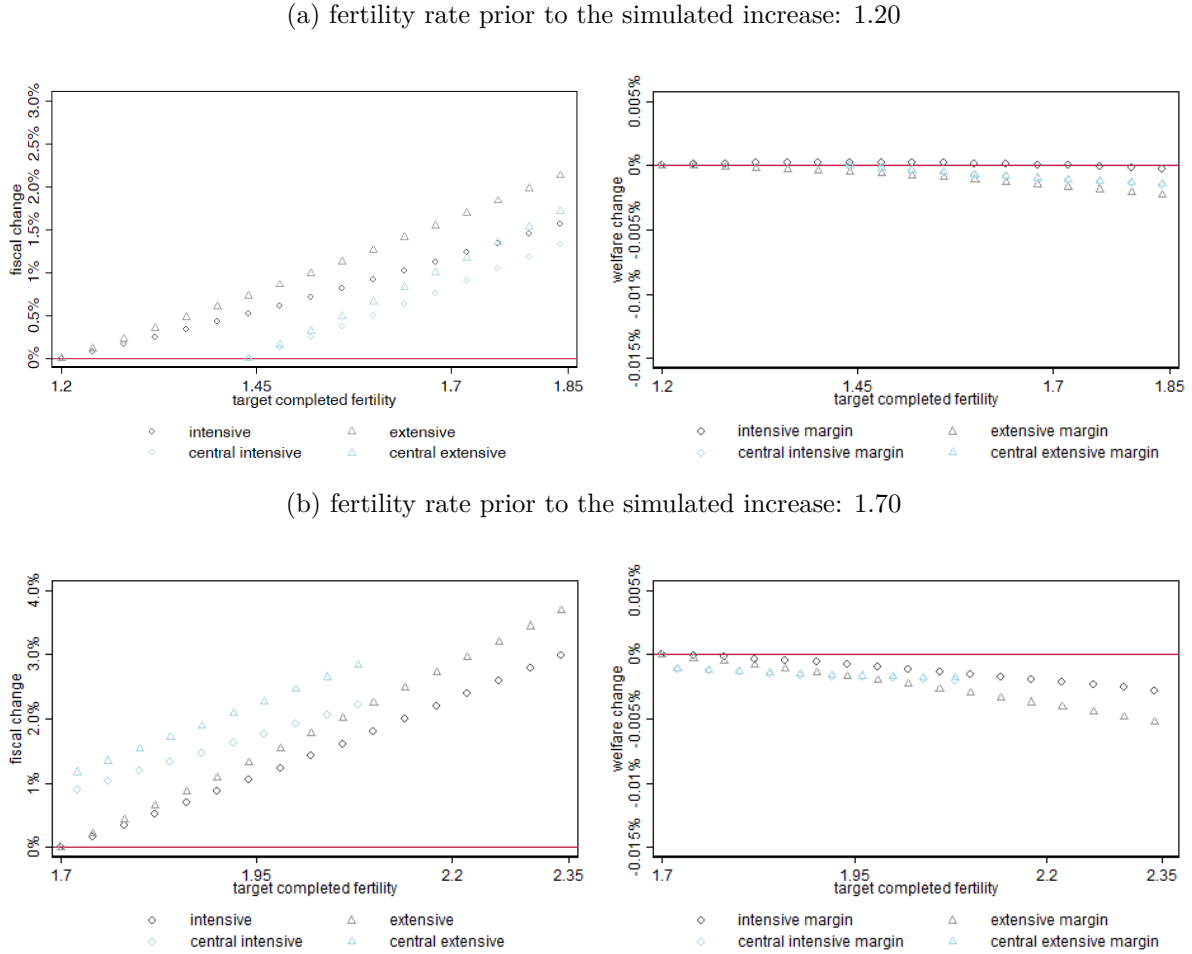 (a) fertility rate prior to the simulated increase: 1.20
fiscal change
0% 0.5% 1% 1.5% 2.0% 2.5% 3.0%
1.2 1.45 1.7 1.85
target completed fertility
intensive extensive
central intensive central extensive
welfare change
-0.015% -0.01% -0.005% 0% 0.005%
1.2 1.45 1.7 1.85
target completed fertility
intensive margin extensive margin
central intensive margin central extensive margin
(b) fertility rate prior to the simulated increase: 1.70
fiscal change
0% 1% 2.0% 3.0% 4.0%
1.7 1.95 2.2 2.35
target completed fertility
intensive extensive
central intensive central extensive
welfare change
-0.015% -0.01% -0.005% 0% 0.005%
1.7 1.95 2.2 2.35
target completed fertility
intensive margin extensive margin
central intensive margin central extensive margin